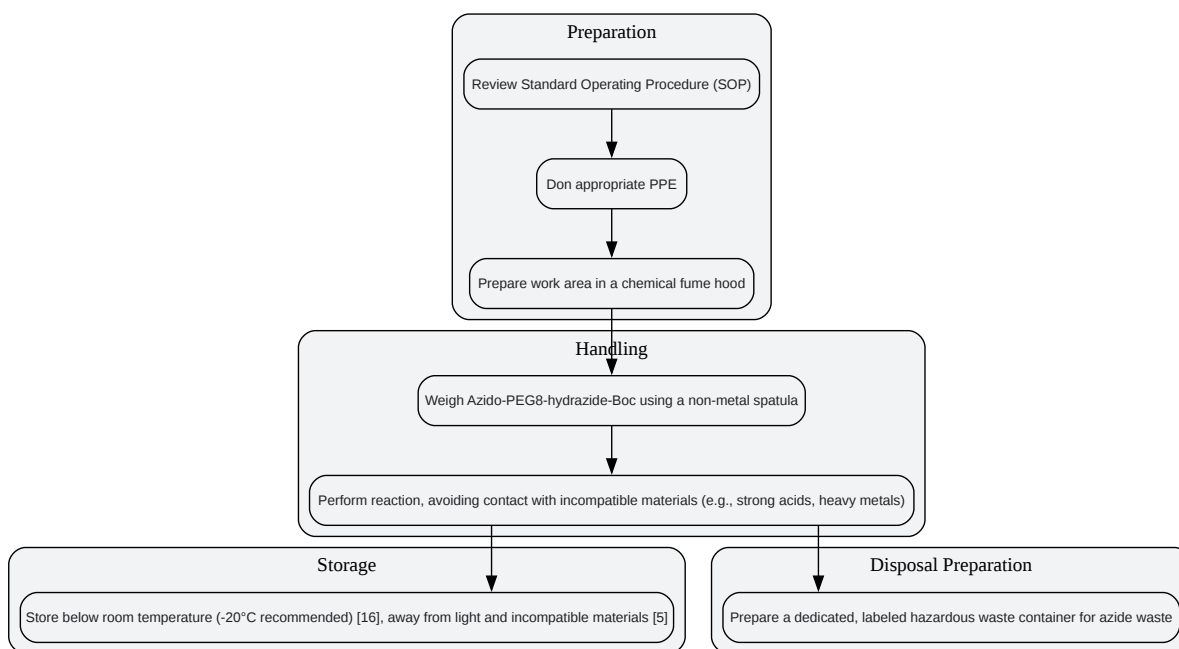 Preparation
Review Standard Operating Procedure (SOP)
Don appropriate PPE
Prepare work area in a chemical fume hood
Handling
Weigh Azido-PEG8-hydrazide-Boc using a non-metal spatula
Perform reaction, avoiding contact with incompatible materials (e.g., strong acids, heavy metals)
Storage
Store below room temperature (-20°C recommended) [16], away from light and incompatible materials [5]
Disposal Preparation
Prepare a dedicated, labeled hazardous waste container for azide waste